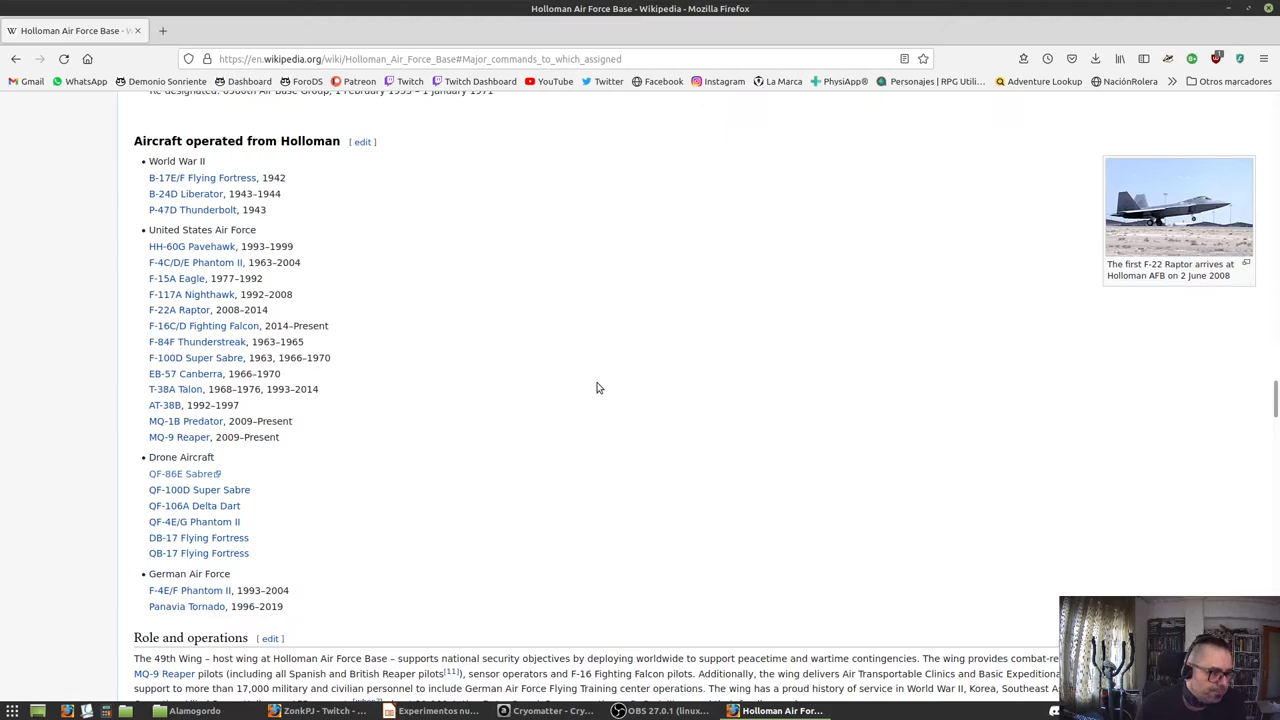 Holloman Air Force Base - Wikipedia — Mozilla Firefox
W Holloman Air Force Base - W
https://en.wikipedia.org/wiki/Holloman_Air_Force_Base#Major_commands_to_which_assigned
Gmail WhatsApp Demonio Sonriente Dashboard ForoDS Patreon Twitch Twitch Dashboard YouTube Twitter Facebook Instagram La Marca PhysiApp® Personajes | RPG Utili... Adventure Lookup NaciónRolera Otros marcadores
Re-designated: 6580th Air Base Group, 1 February 1953 – 1 January 1971
Aircraft operated from Holloman [ edit ]
• World War II
B-17E/F Flying Fortress, 1942
B-24D Liberator, 1943–1944
P-47D Thunderbolt, 1943
• United States Air Force
HH-60G Pavehawk, 1993–1999
F-4C/D/E Phantom II, 1963–2004
F-15A Eagle, 1977–1992
F-117A Nighthawk, 1992–2008
F-22A Raptor, 2008–2014
F-16C/D Fighting Falcon, 2014–Present
F-84F Thunderstreak, 1963–1965
F-100D Super Sabre, 1963, 1966–1970
EB-57 Canberra, 1966–1970
T-38A Talon, 1968–1976, 1993–2014
AT-38B, 1992–1997
MQ-1B Predator, 2009–Present
MQ-9 Reaper, 2009–Present
• Drone Aircraft
QF-86E Sabre
QF-100D Super Sabre
QF-106A Delta Dart
QF-4E/G Phantom II
DB-17 Flying Fortress
QB-17 Flying Fortress
• German Air Force
F-4E/F Phantom II, 1993–2004
Panavia Tornado, 1996–2019
The first F-22 Raptor arrives at
Holloman AFB on 2 June 2008
Role and operations [ edit ]
The 49th Wing – host wing at Holloman Air Force Base – supports national security objectives by deploying worldwide to support peacetime and wartime contingencies. The wing provides combat-re
MQ-9 Reaper pilots (including all Spanish and British Reaper pilots[11]), sensor operators and F-16 Fighting Falcon pilots. Additionally, the wing delivers Air Transportable Clinics and Basic Expeditionary
support to more than 17,000 military and civilian personnel to include German Air Force Flying Training center operations. The wing has a proud history of service in World War II, Korea, Southeast A
Alamogordo ZonkPJ - Twitch - ... Experimentos nu... Cryomatter — Cry... OBS 27.0.1 (linux... Holloman Air For...